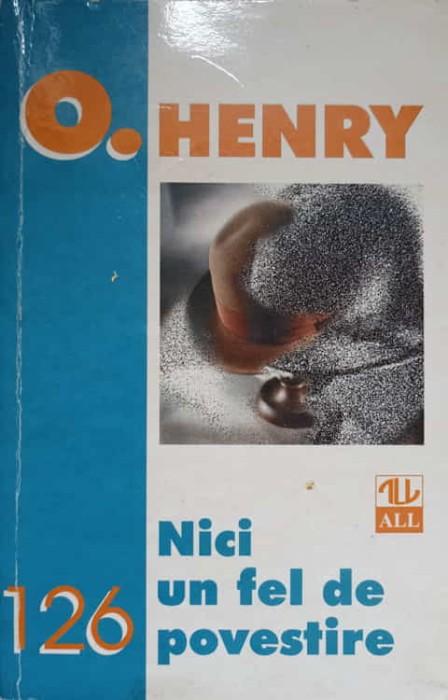 O. HENRY
ALL
Nici
un fel de
126 povestire